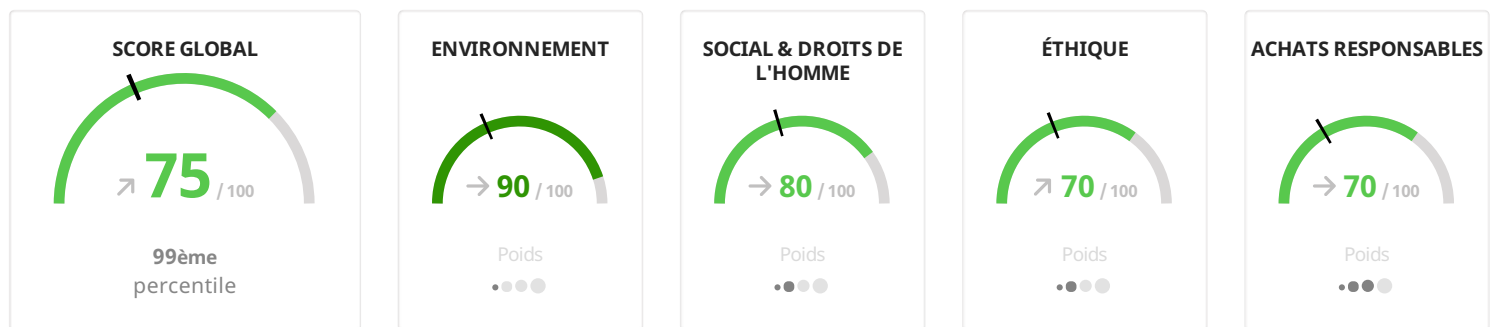 SCORE GLOBAL
75 / 100
99ème
percentile
ENVIRONNEMENT
90 / 100
Poids
SOCIAL & DROITS DE
L'HOMME
80 / 100
Poids
ÉTHIQUE
70 / 100
Poids
ACHATS RESPONSABLES
70 / 100
Poids